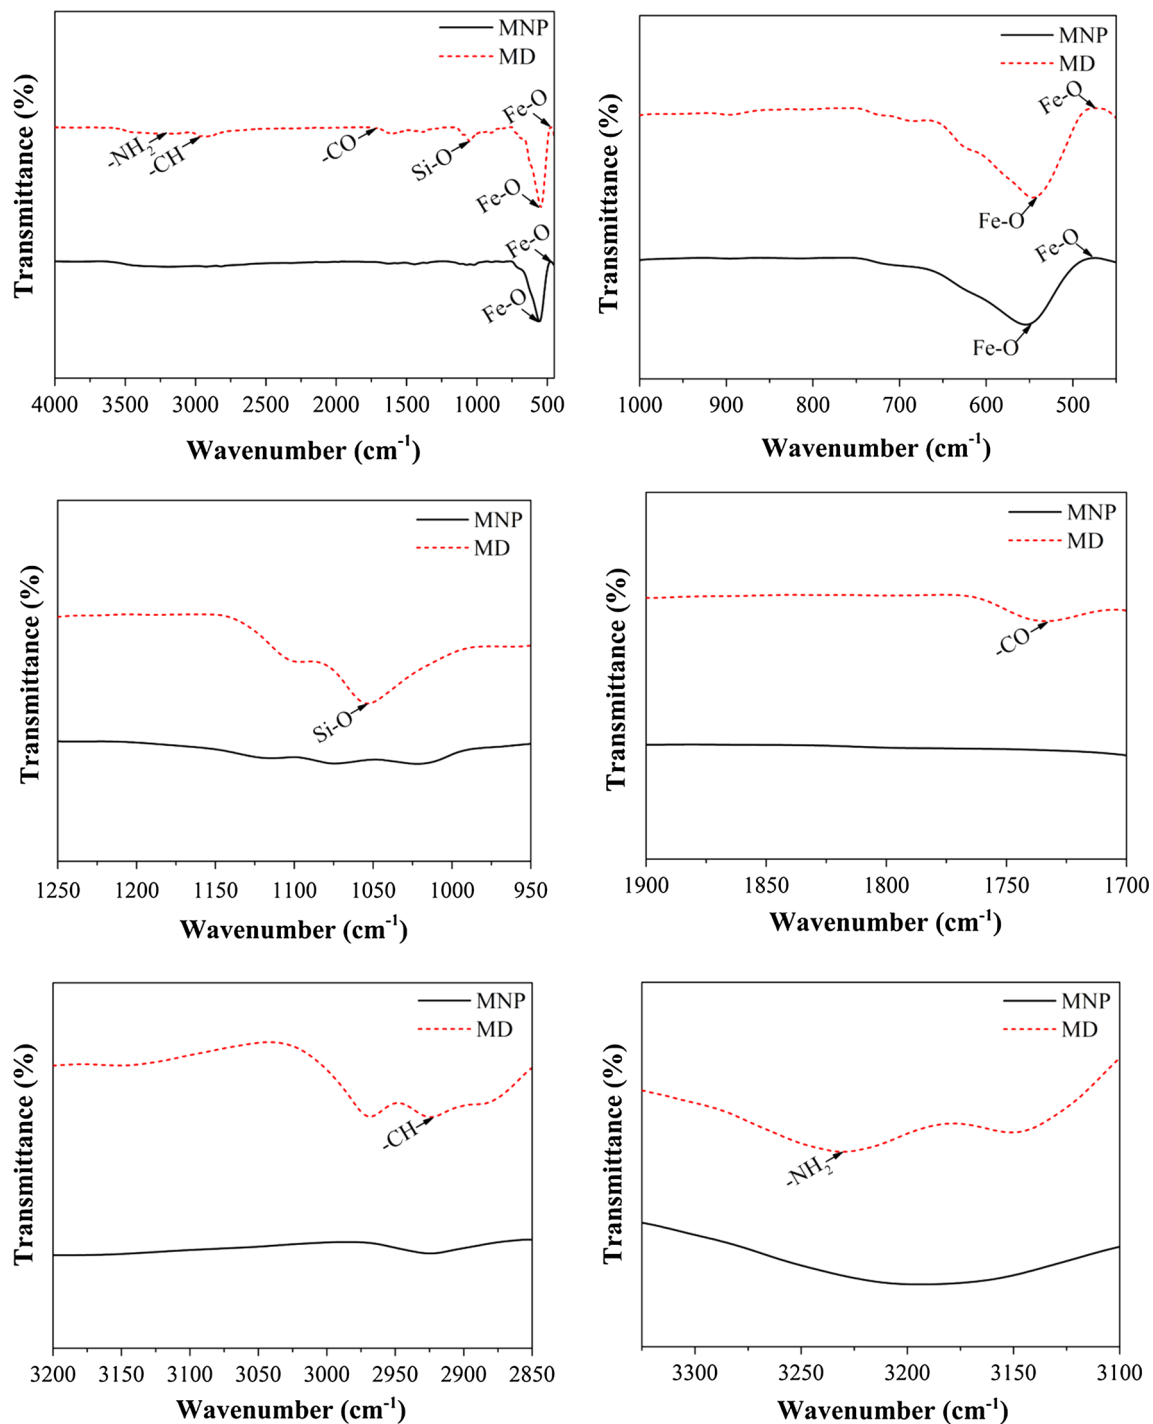 MNP
MD
Transmittance (%)
-NH2
-CH
-CO
Si-O
Fe-O
Fe-O
Fe-O
Fe-O
4000 3500 3000 2500 2000 1500 1000 500
Wavenumber (cm-1)
MNP
MD
Transmittance (%)
Fe-O
Fe-O
Fe-O
Fe-O
1000 900 800 700 600 500
Wavenumber (cm-1)
MNP
MD
Transmittance (%)
Si-O
1250 1200 1150 1100 1050 1000 950
Wavenumber (cm-1)
MNP
MD
Transmittance (%)
-CO
1900 1850 1800 1750 1700
Wavenumber (cm-1)
MNP
MD
Transmittance (%)
-CH
3200 3150 3100 3050 3000 2950 2900 2850
Wavenumber (cm-1)
MNP
MD
Transmittance (%)
-NH2
3300 3250 3200 3150 3100
Wavenumber (cm-1)